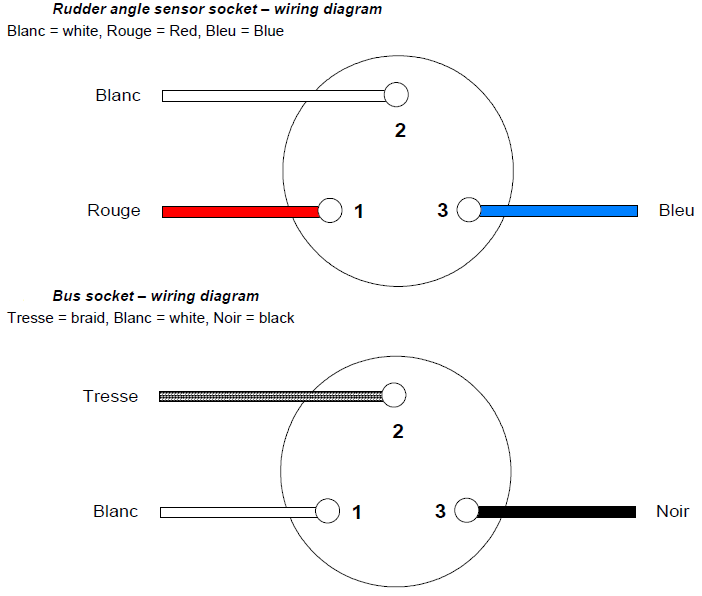 Rudder angle sensor socket – wiring diagram
Blanc = white, Rouge = Red, Bleu = Blue
Blanc
2
Rouge
1
3
Bleu
Bus socket – wiring diagram
Tresse = braid, Blanc = white, Noir = black
Tresse
2
Blanc
1
3
Noir